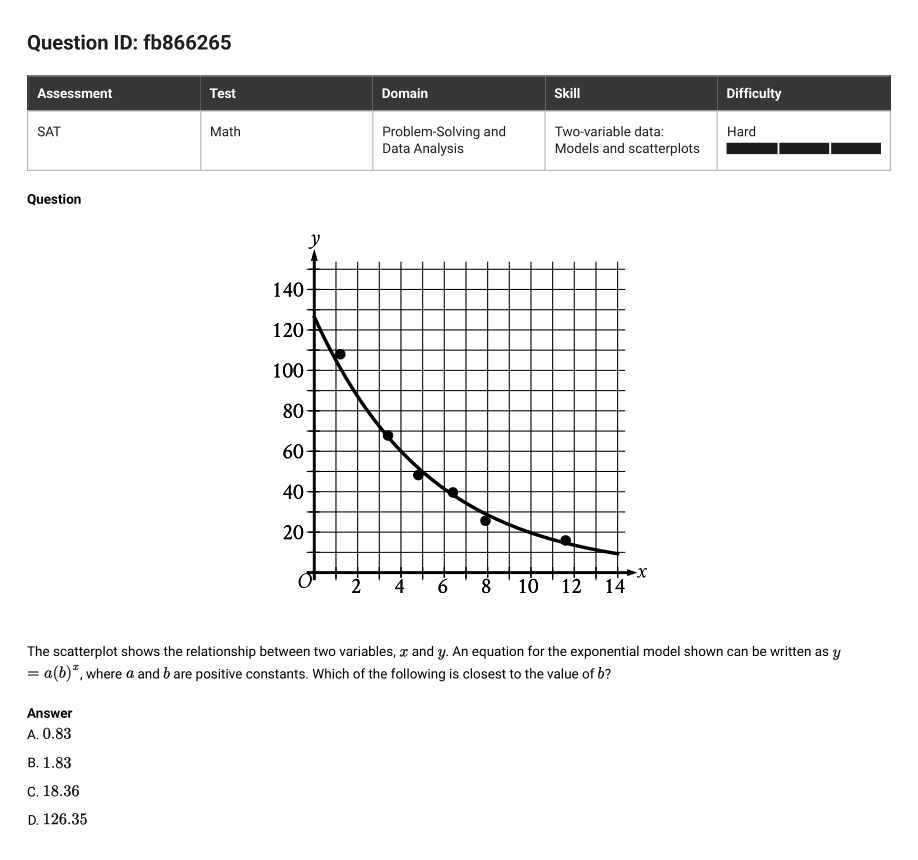 Question ID: fb866265
Assessment Test Domain Skill Difficulty
SAT Math Problem-Solving and Data Analysis Two-variable data: Models and scatterplots Hard
Question
y
140
120
100
80
60
40
20
O 2 4 6 8 10 12 14 x
The scatterplot shows the relationship between two variables, x and y. An equation for the exponential model shown can be written as y
= a(b)^x, where a and b are positive constants. Which of the following is closest to the value of b?
Answer
A. 0.83
B. 1.83
C. 18.36
D. 126.35